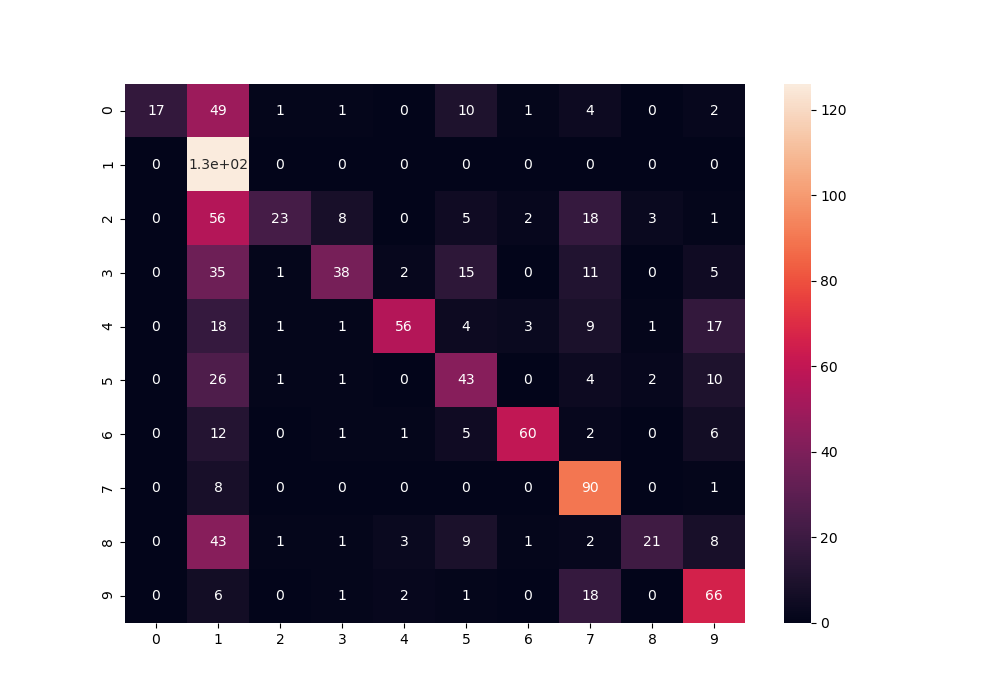 0 17 49 1 1 0 10 1 4 0 2
1 0 1.3e+02 0 0 0 0 0 0 0 0
2 0 56 23 8 0 5 2 18 3 1
3 0 35 1 38 2 15 0 11 0 5
4 0 18 1 1 56 4 3 9 1 17
5 0 26 1 1 0 43 0 4 2 10
6 0 12 0 1 1 5 60 2 0 6
7 0 8 0 0 0 0 0 90 0 1
8 0 43 1 1 3 9 1 2 21 8
9 0 6 0 1 2 1 0 18 0 66
0 1 2 3 4 5 6 7 8 9
120
100
80
60
40
20
0